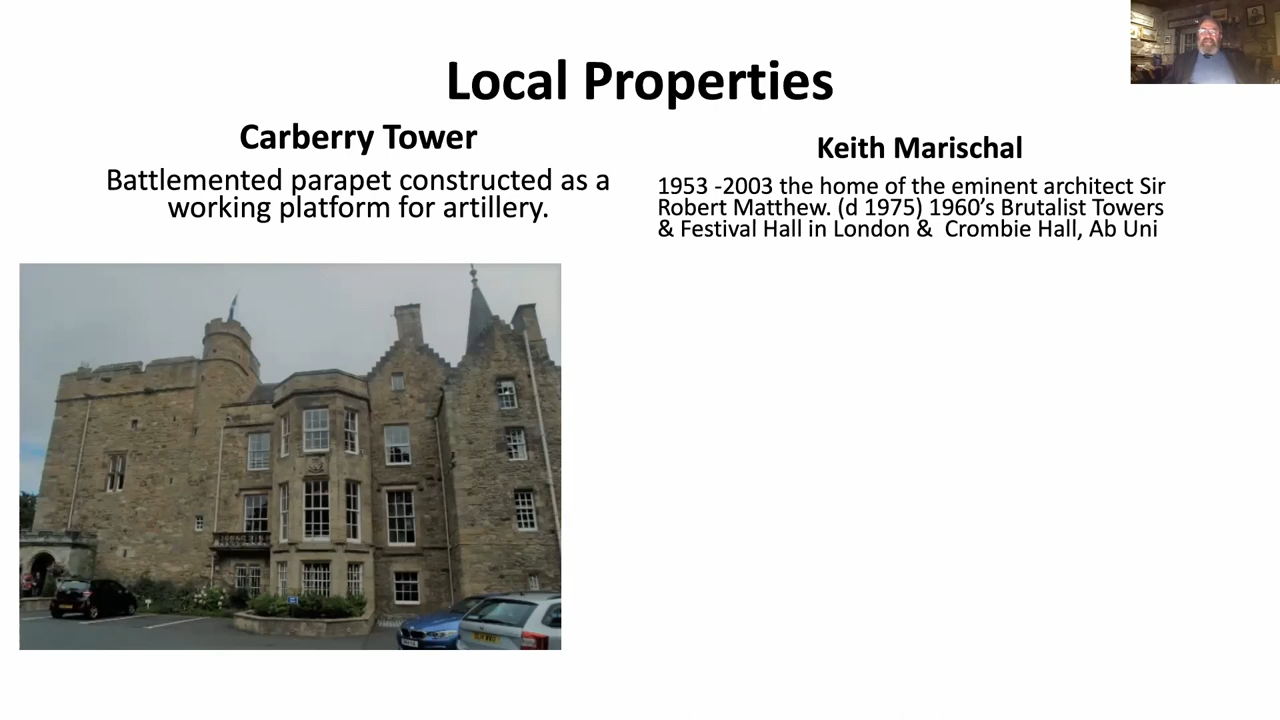 Local Properties
Carberry Tower
Battlemented parapet constructed as a
working platform for artillery.
Keith Marischal
1953 -2003 the home of the eminent architect Sir
Robert Matthew. (d 1975) 1960’s Brutalist Towers
& Festival Hall in London &  Crombie Hall, Ab Uni